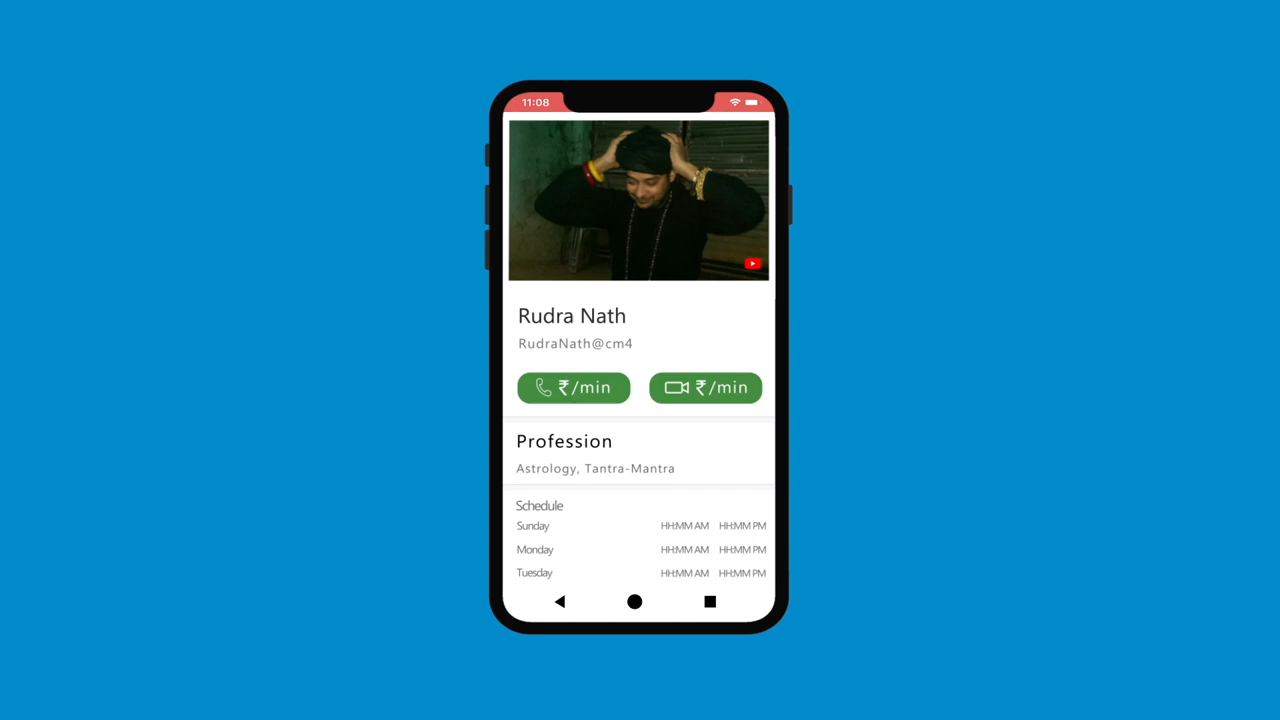 11:08
Rudra Nath
RudraNath@cm4
₹/min ₹/min
Profession
Astrology, Tantra-Mantra
Schedule
Sunday HH:MM AM HH:MM PM
Monday HH:MM AM HH:MM PM
Tuesday HH:MM AM HH:MM PM